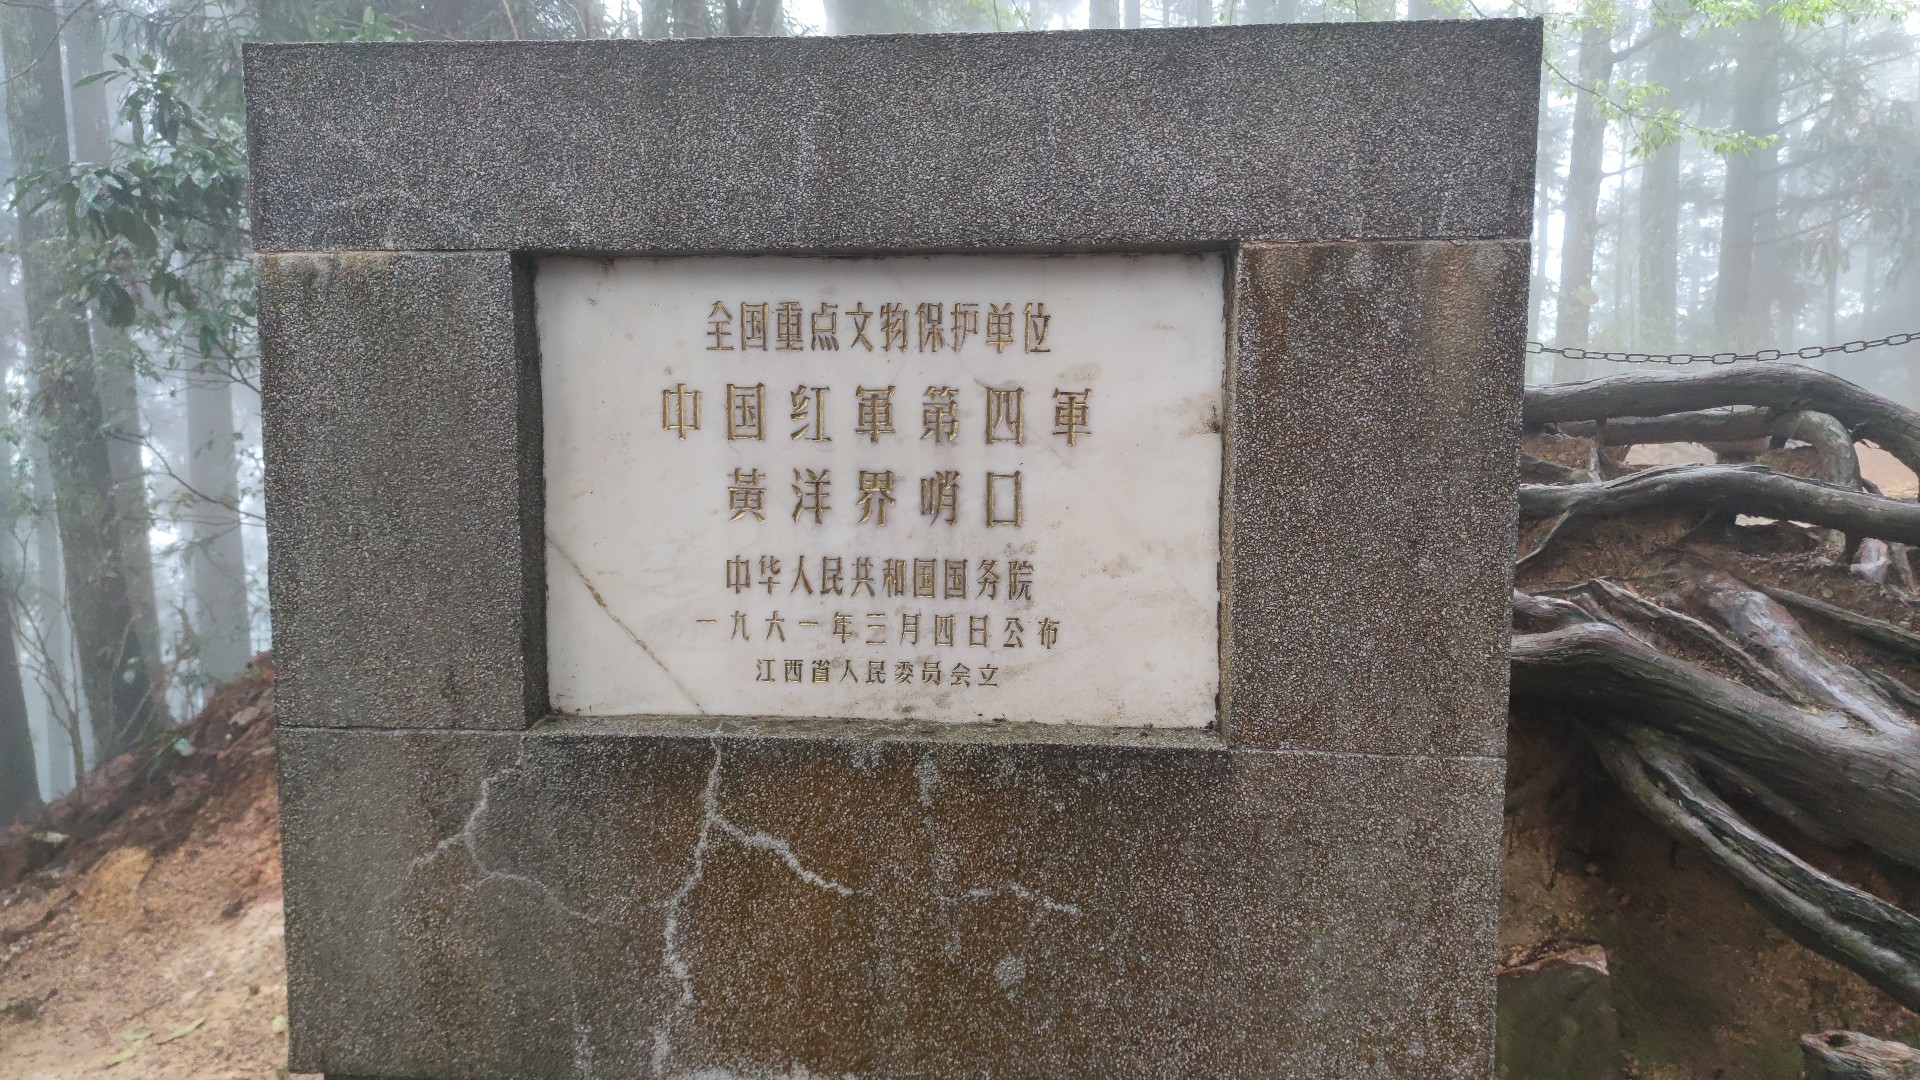 全国重点文物保护单位
中国红軍第四軍
黄洋界哨口
中华人民共和国国务院
一九六一年三月四日公布
江西省人民委员会立